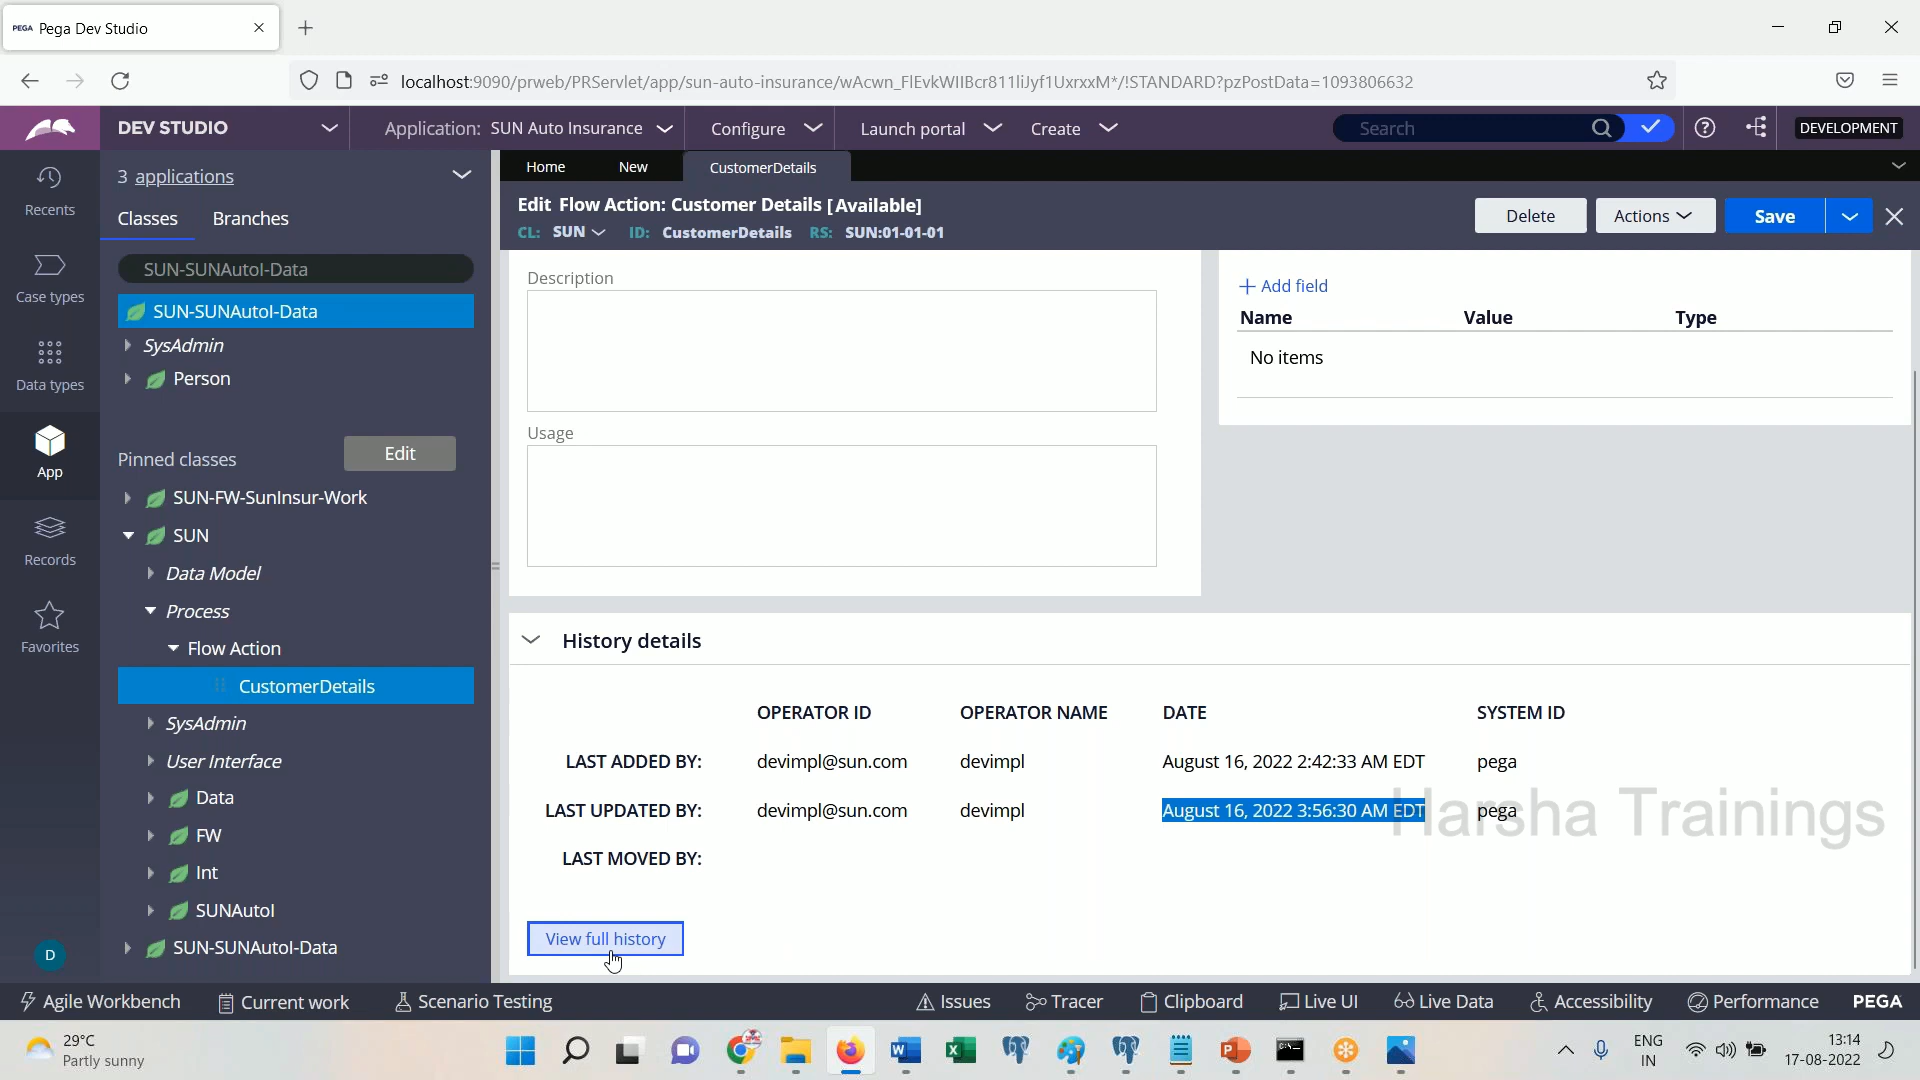 PEGA Pega Dev Studio
localhost:9090/prweb/PRServlet/app/sun-auto-insurance/wAcwn_FlEvkWIIBcr811liJyf1UxrxxM*/!STANDARD?pzPostData=1093806632
DEV STUDIO
Application: SUN Auto Insurance
Configure
Launch portal
Create
Search
DEVELOPMENT
Recents
Case types
Data types
App
Records
Favorites
D
3 applications
Classes Branches
SUN-SUNAutoI-Data
SUN-SUNAutoI-Data
SysAdmin
Person
Pinned classes Edit
SUN-FW-SunInsur-Work
SUN
Data Model
Process
Flow Action
CustomerDetails
SysAdmin
User Interface
Data
FW
Int
SUNAutoI
SUN-SUNAutoI-Data
Home New CustomerDetails
Edit Flow Action: Customer Details [Available]
CL: SUN ID: CustomerDetails RS: SUN:01-01-01
Delete Actions Save
Description
Usage
Add field
Name Value Type
No items
History details
OPERATOR ID OPERATOR NAME DATE SYSTEM ID
LAST ADDED BY: devimpl@sun.com devimpl August 16, 2022 2:42:33 AM EDT pega
LAST UPDATED BY: devimpl@sun.com devimpl August 16, 2022 3:56:30 AM EDT pega
LAST MOVED BY:
Harsha Trainings
View full history
Agile Workbench Current work Scenario Testing Issues Tracer Clipboard Live UI Live Data Accessibility Performance PEGA
29°C
Partly sunny
ENG
IN
13:14
17-08-2022